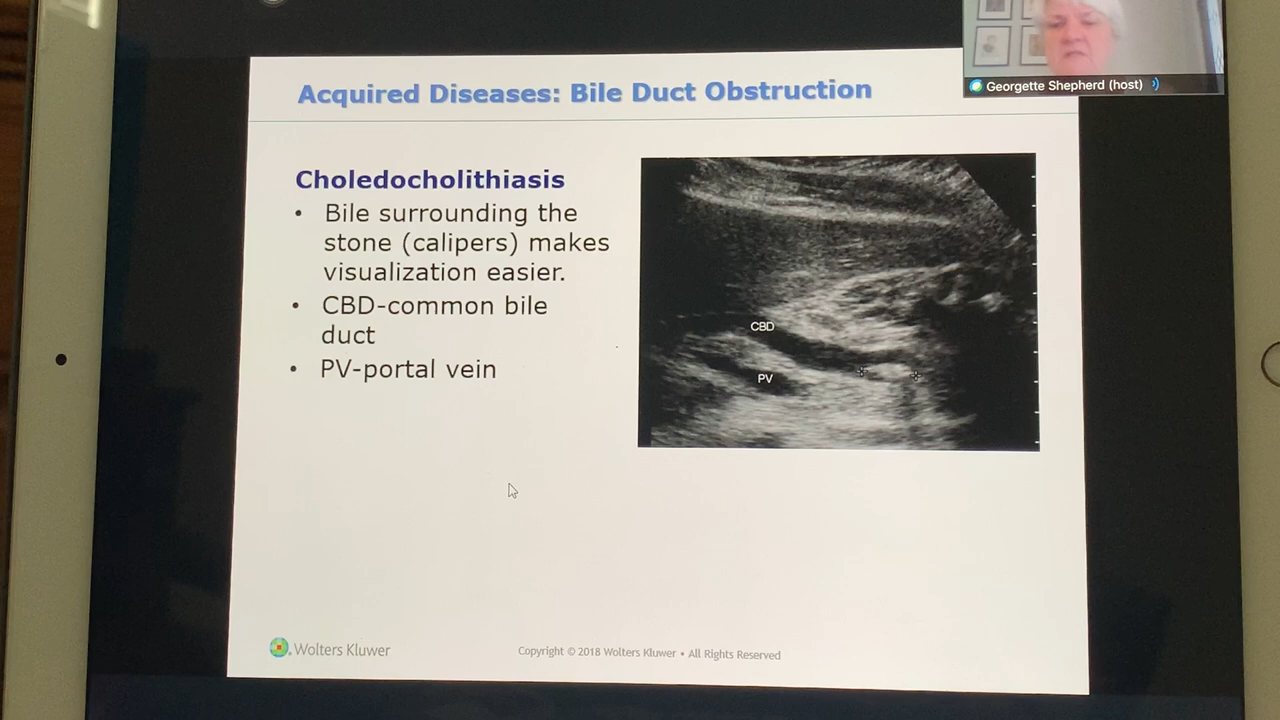 Georgette Shepherd (host)
Acquired Diseases: Bile Duct Obstruction
Choledocholithiasis
• Bile surrounding the
stone (calipers) makes
visualization easier.
• CBD-common bile
duct
• PV-portal vein
CBD
PV
Wolters Kluwer
Copyright © 2018 Wolters Kluwer • All Rights Reserved